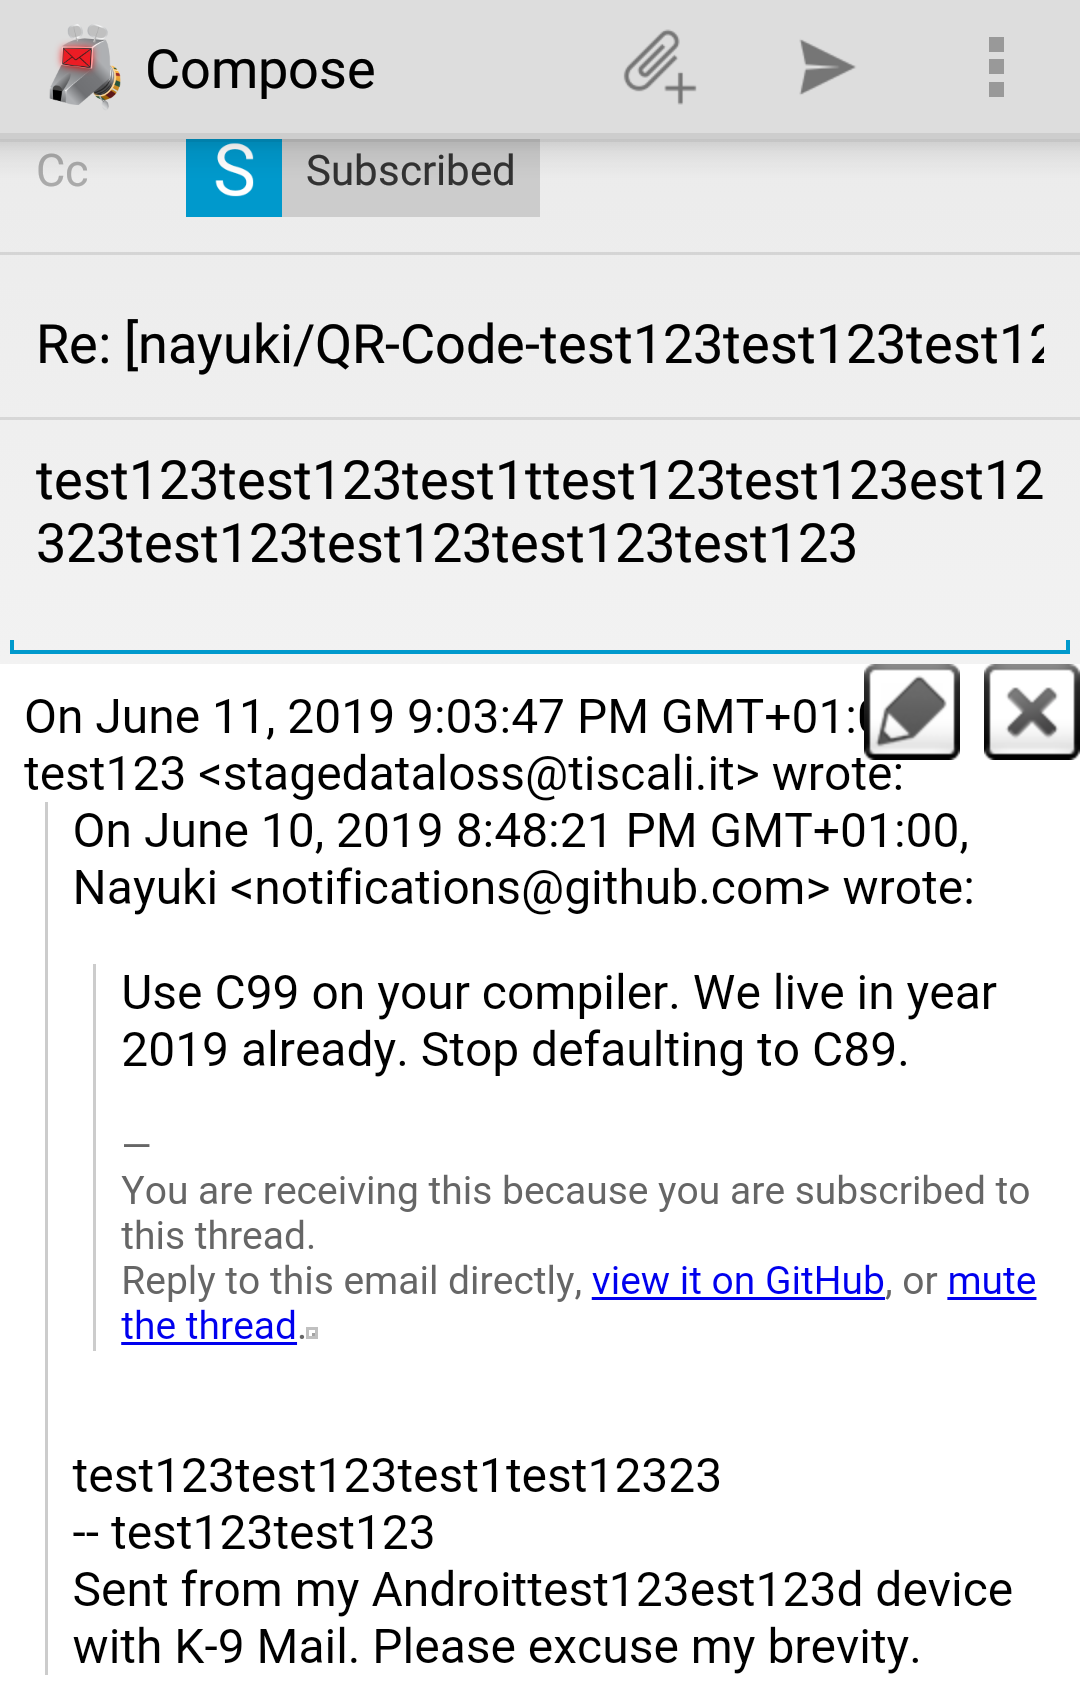 Compose
Cc S Subscribed
Re: [nayuki/QR-Code-test123test123test12
test123test123test1ttest123test123est12
323test123test123test123test123
On June 11, 2019 9:03:47 PM GMT+01:
test123 <stagedataloss@tiscali.it> wrote:
On June 10, 2019 8:48:21 PM GMT+01:00,
Nayuki <notifications@github.com> wrote:
Use C99 on your compiler. We live in year
2019 already. Stop defaulting to C89.
—
You are receiving this because you are subscribed to
this thread.
Reply to this email directly, view it on GitHub, or mute
the thread.
test123test123test1test12323
-- test123test123
Sent from my Androittest123est123d device
with K-9 Mail. Please excuse my brevity.